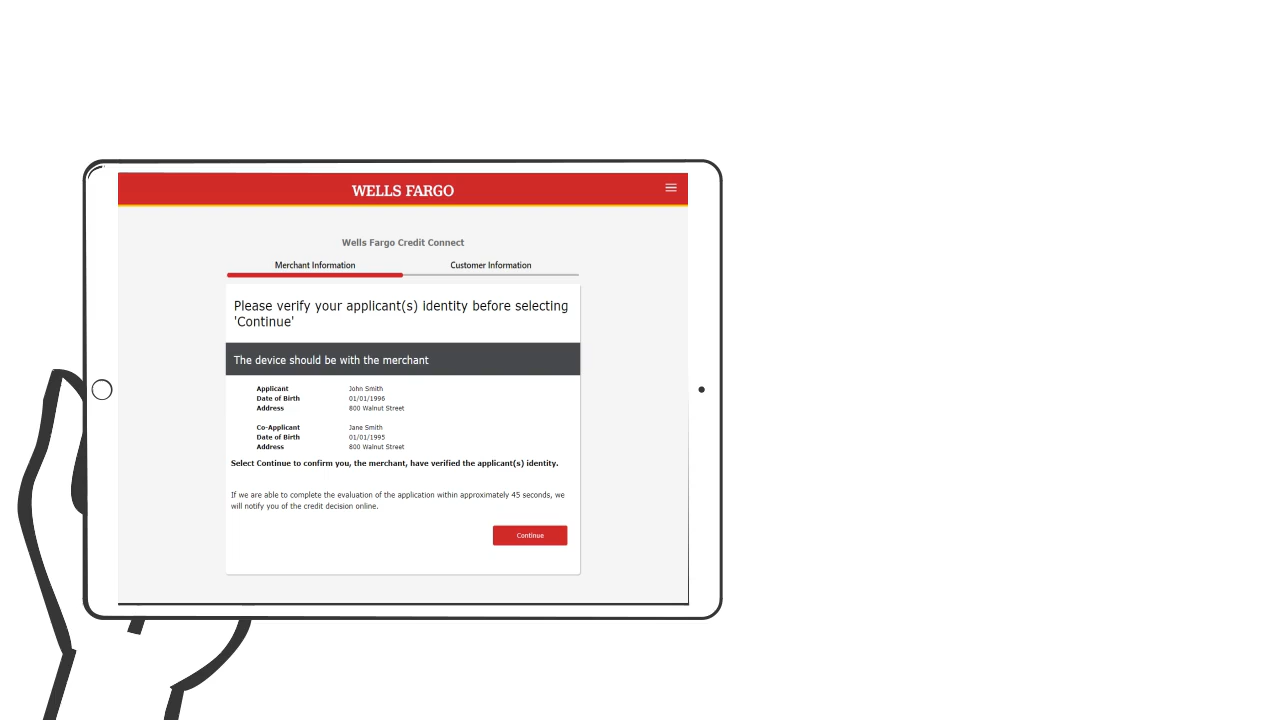 WELLS FARGO
Wells Fargo Credit Connect
Merchant Information Customer Information
Please verify your applicant(s) identity before selecting
'Continue'
The device should be with the merchant
Applicant John Smith
Date of Birth 01/01/1996
Address 800 Walnut Street
Co-Applicant Jane Smith
Date of Birth 01/01/1995
Address 800 Walnut Street
Select Continue to confirm you, the merchant, have verified the applicant(s) identity.
If we are able to complete the evaluation of the application within approximately 45 seconds, we
will notify you of the credit decision online.
Continue